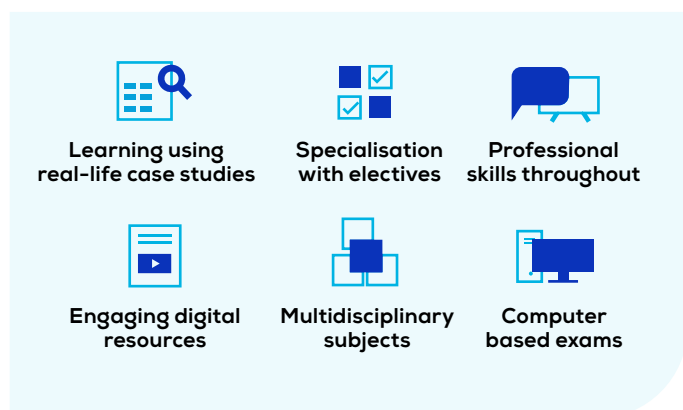 Learning using
real-life case studies
Specialisation
with electives
Professional
skills throughout
Engaging digital
resources
Multidisciplinary
subjects
Computer
based exams